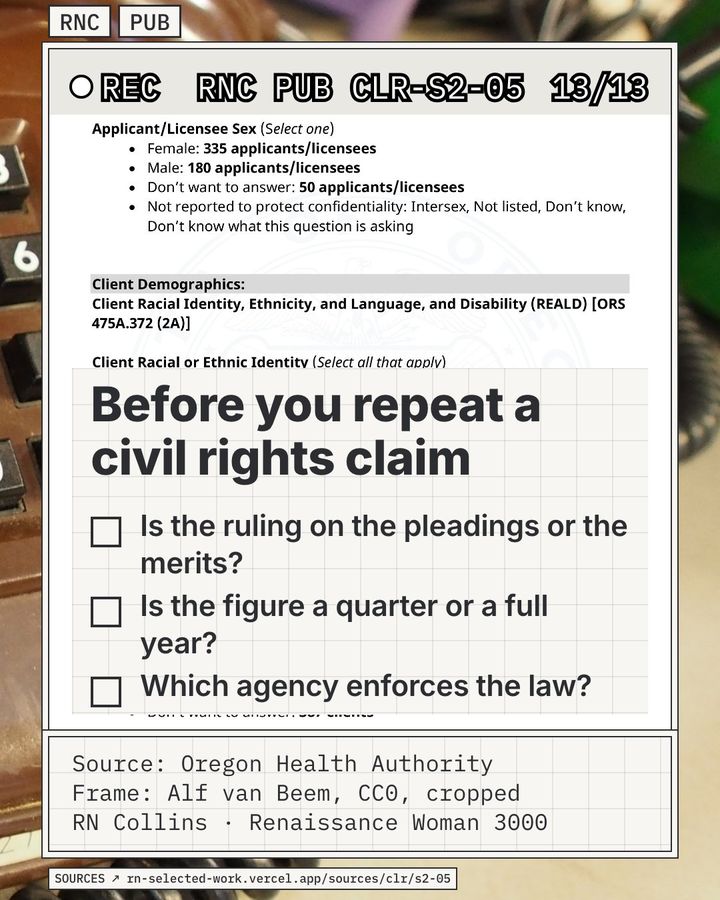 RNC PUB
REC RNC PUB CLR-S2-05 13/13
Applicant/Licensee Sex (Select one)
• Female: 335 applicants/licensees
• Male: 180 applicants/licensees
• Don't want to answer: 50 applicants/licensees
• Not reported to protect confidentiality: Intersex, Not listed, Don't know,
Don't know what this question is asking
Client Demographics:
Client Racial Identity, Ethnicity, and Language, and Disability (REALD) [ORS
475A.372 (2A)]
Client Racial or Ethnic Identity (Select all that apply)
Before you repeat a
civil rights claim
Is the ruling on the pleadings or the
merits?
Is the figure a quarter or a full
year?
Which agency enforces the law?
Source: Oregon Health Authority
Frame: Alf van Beem, CC0, cropped
RN Collins · Renaissance Woman 3000
SOURCES ↗ rn-selected-work.vercel.app/sources/clr/s2-05